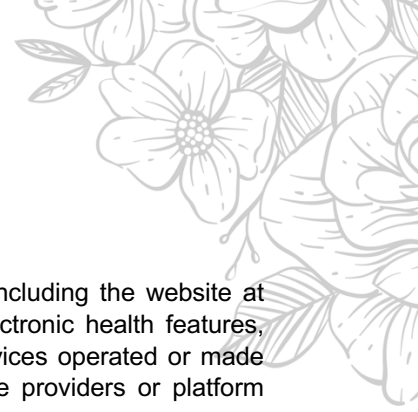 ncluding the website at
ctronic health features,
vices operated or made
e providers or platform